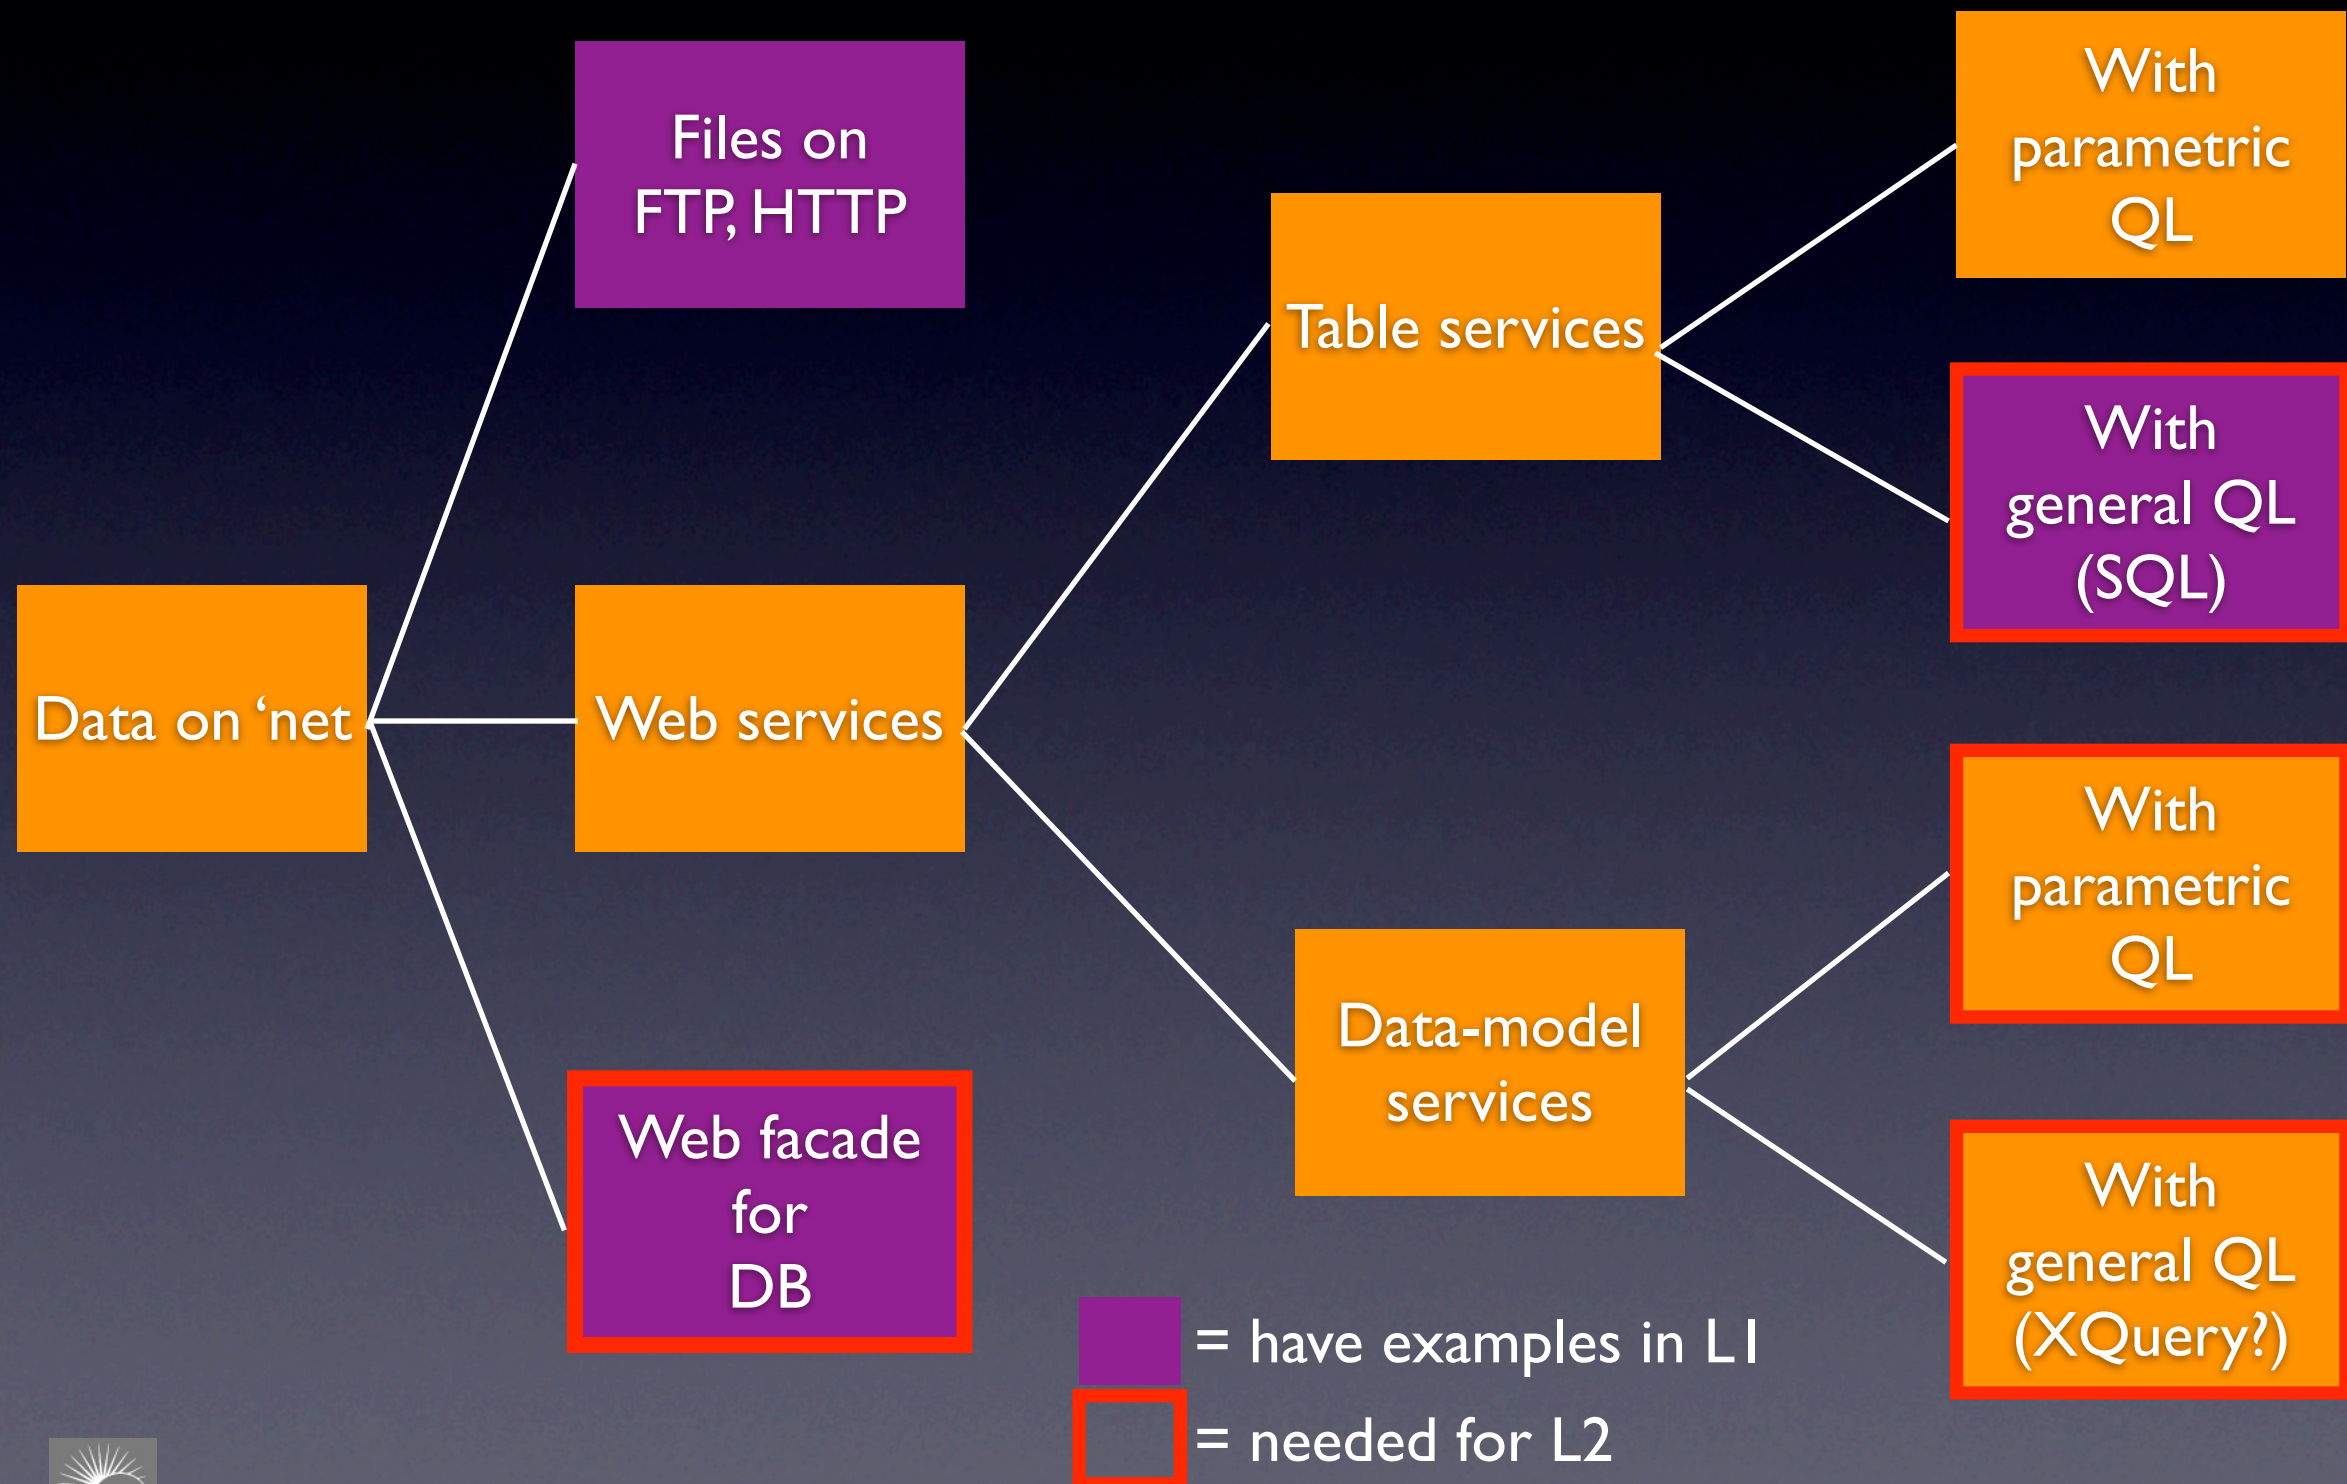 Data on ‘net
Files on
FTP, HTTP
Web services
Web facade
for
DB
Table services
Data-model
services
With
parametric
QL
With
general QL
(SQL)
With
parametric
QL
With
general QL
(XQuery?)
= have examples in L1
= needed for L2